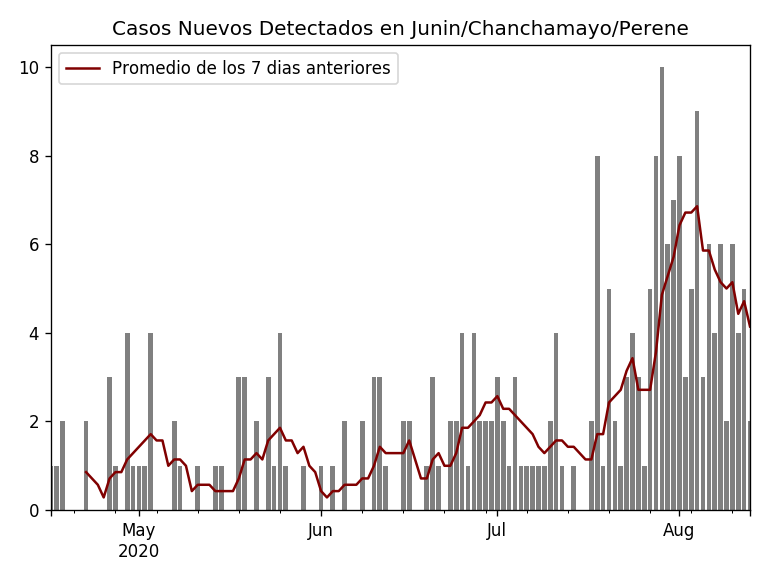 Casos Nuevos Detectados en Junin/Chanchamayo/Perene
Promedio de los 7 dias anteriores
10
8
6
4
2
0
May
2020
Jun
Jul
Aug